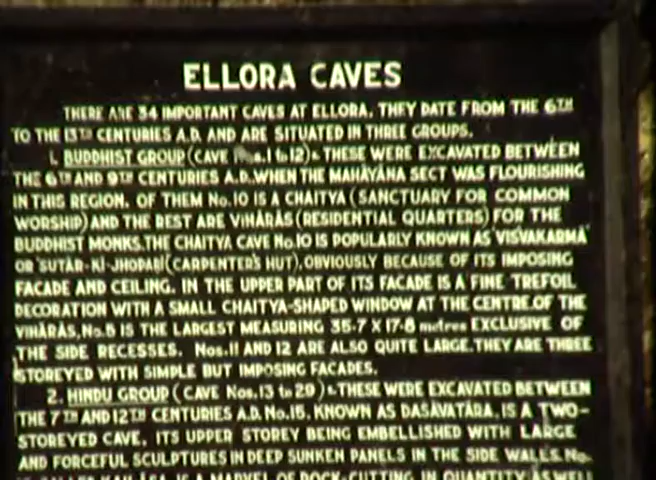 ELLORA CAVES
THERE ARE 34 IMPORTANT CAVES AT ELLORA. THEY DATE FROM THE 6TH
TO THE 13TH CENTURIES A.D. AND ARE SITUATED IN THREE GROUPS.
1. BUDDHIST GROUP (CAVE Nos.1 to 12):- THESE WERE EXCAVATED BETWEEN
THE 6TH AND 9TH CENTURIES A.D. WHEN THE MAHĀYĀNA SECT WAS FLOURISHING
IN THIS REGION. OF THEM No.10 IS A CHAITYA (SANCTUARY FOR COMMON
WORSHIP) AND THE REST ARE VIHĀRĀS (RESIDENTIAL QUARTERS) FOR THE
BUDDHIST MONKS. THE CHAITYA CAVE No.10 IS POPULARLY KNOWN AS 'VIŚVAKARMĀ'
OR 'SUTĀR-KĪ-JHOPARĪ (CARPENTER'S HUT), OBVIOUSLY BECAUSE OF ITS IMPOSING
FACADE AND CEILING. IN THE UPPER PART OF ITS FACADE IS A FINE TREFOIL
DECORATION WITH A SMALL CHAITYA-SHAPED WINDOW AT THE CENTRE. OF THE
VIHĀRĀS, No.5 IS THE LARGEST MEASURING 35.7 X 17.8 metres EXCLUSIVE OF
THE SIDE RECESSES. Nos.11 AND 12 ARE ALSO QUITE LARGE. THEY ARE THREE
STOREYED WITH SIMPLE BUT IMPOSING FACADES.
2. HINDU GROUP (CAVE Nos.13 to 29):- THESE WERE EXCAVATED BETWEEN
THE 7TH AND 12TH CENTURIES A.D. No.15, KNOWN AS DAŚĀVATĀRA, IS A TWO-
STOREYED CAVE, ITS UPPER STOREY BEING EMBELLISHED WITH LARGE
AND FORCEFUL SCULPTURES IN DEEP SUNKEN PANELS IN THE SIDE WALLS. No.
IS A MARVEL OF ROCK-CUTTING IN QUANTITY AS WELL